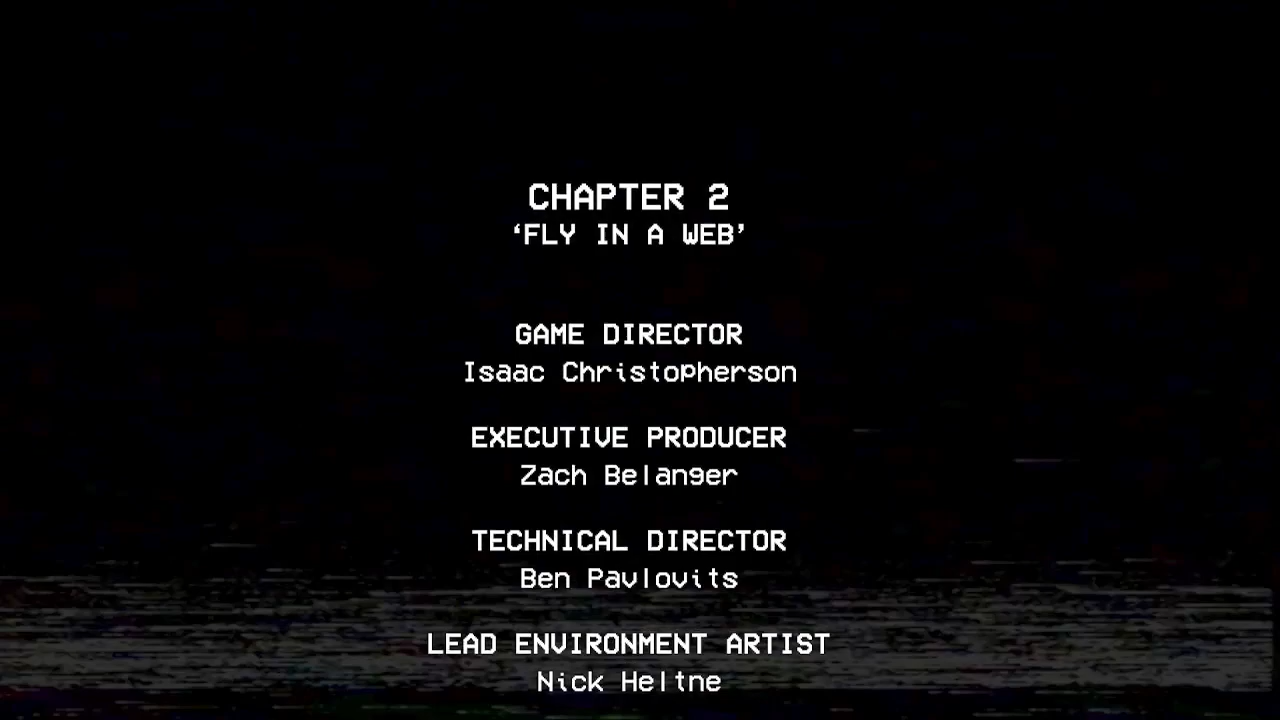 CHAPTER 2
‘FLY IN A WEB’
GAME DIRECTOR
Isaac Christopherson
EXECUTIVE PRODUCER
Zach Belanger
TECHNICAL DIRECTOR
Ben Pavlovits
LEAD ENVIRONMENT ARTIST
Nick Heltne